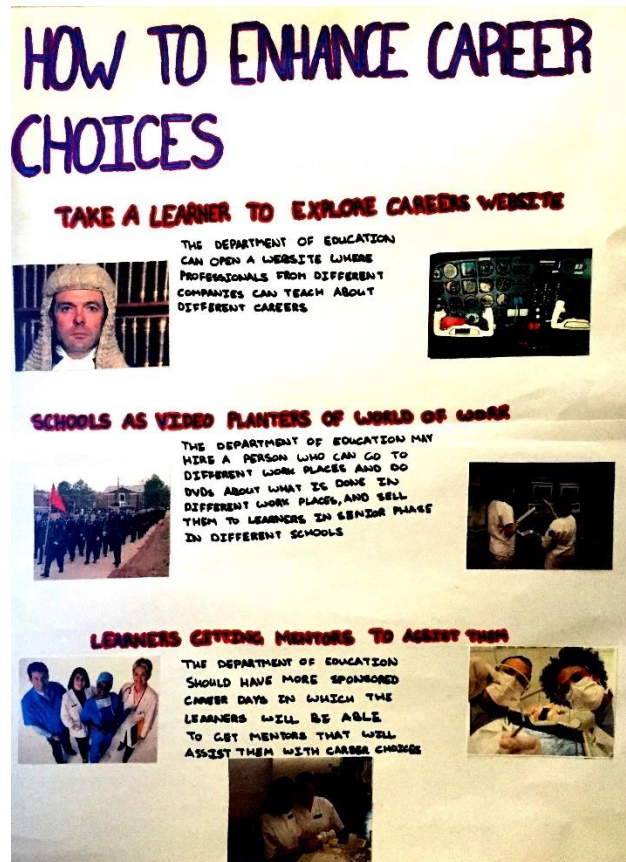 HOW TO ENHANCE CAREER
CHOICES
TAKE A LEARNER TO EXPLORE CAREERS WEBSITE
THE DEPARTMENT OF EDUCATION
CAN OPEN A WEBSITE WHERE
PROFESSIONALS FROM DIFFERENT
COMPANIES CAN TEACH ABOUT
DIFFERENT CAREERS
SCHOOLS AS VIDEO PLANTERS OF WORLD OF WORK
THE DEPARTMENT OF EDUCATION MAY
HIRE A PERSON WHO CAN GO TO
DIFFERENT WORK PLACES AND DO
DVDS ABOUT WHAT IS DONE IN
DIFFERENT WORK PLACES, AND SELL
THEM TO LEARNERS IN SENIOR PHASE
IN DIFFERENT SCHOOLS
LEARNERS GETTING MENTORS TO ASSIST THEM
THE DEPARTMENT OF EDUCATION
SHOULD HAVE MORE SPONSORED
CAREER DAYS IN WHICH THE
LEARNERS WILL BE ABLE
TO GET MENTORS THAT WILL
ASSIST THEM WITH CAREER CHOICES